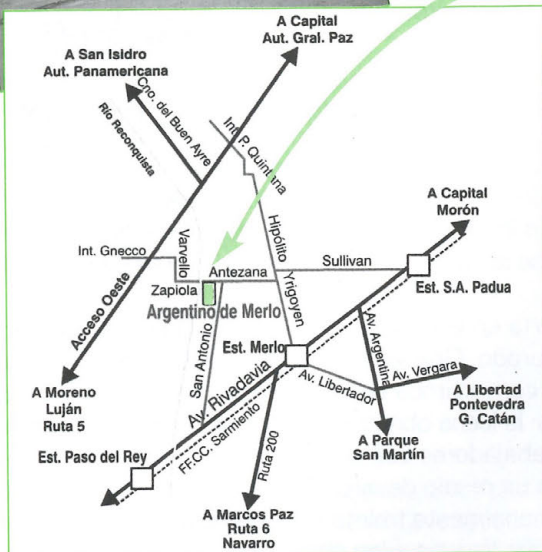 A Capital
Aut. Gral. Paz
A San Isidro
Aut. Panamericana
Cno. del Buen Ayre
Río Reconquista
Int. P. Quintana
A Capital
Morón
Hipólito
Yrigoyen
Varvello
Int. Gnecco
Sullivan
Antezana
Zapiola
Est. S.A. Padua
Acceso Oeste
Argentino de Merlo
San Antonio
Est. Merlo
Av. Argentina
Av. Vergara
Av. Libertador
Av. Rivadavia
A Moreno
Luján
Ruta 5
A Libertad
Pontevedra
G. Catán
FF.CC. Sarmiento
A Parque
San Martín
Est. Paso del Rey
Ruta 200
A Marcos Paz
Ruta 6
Navarro